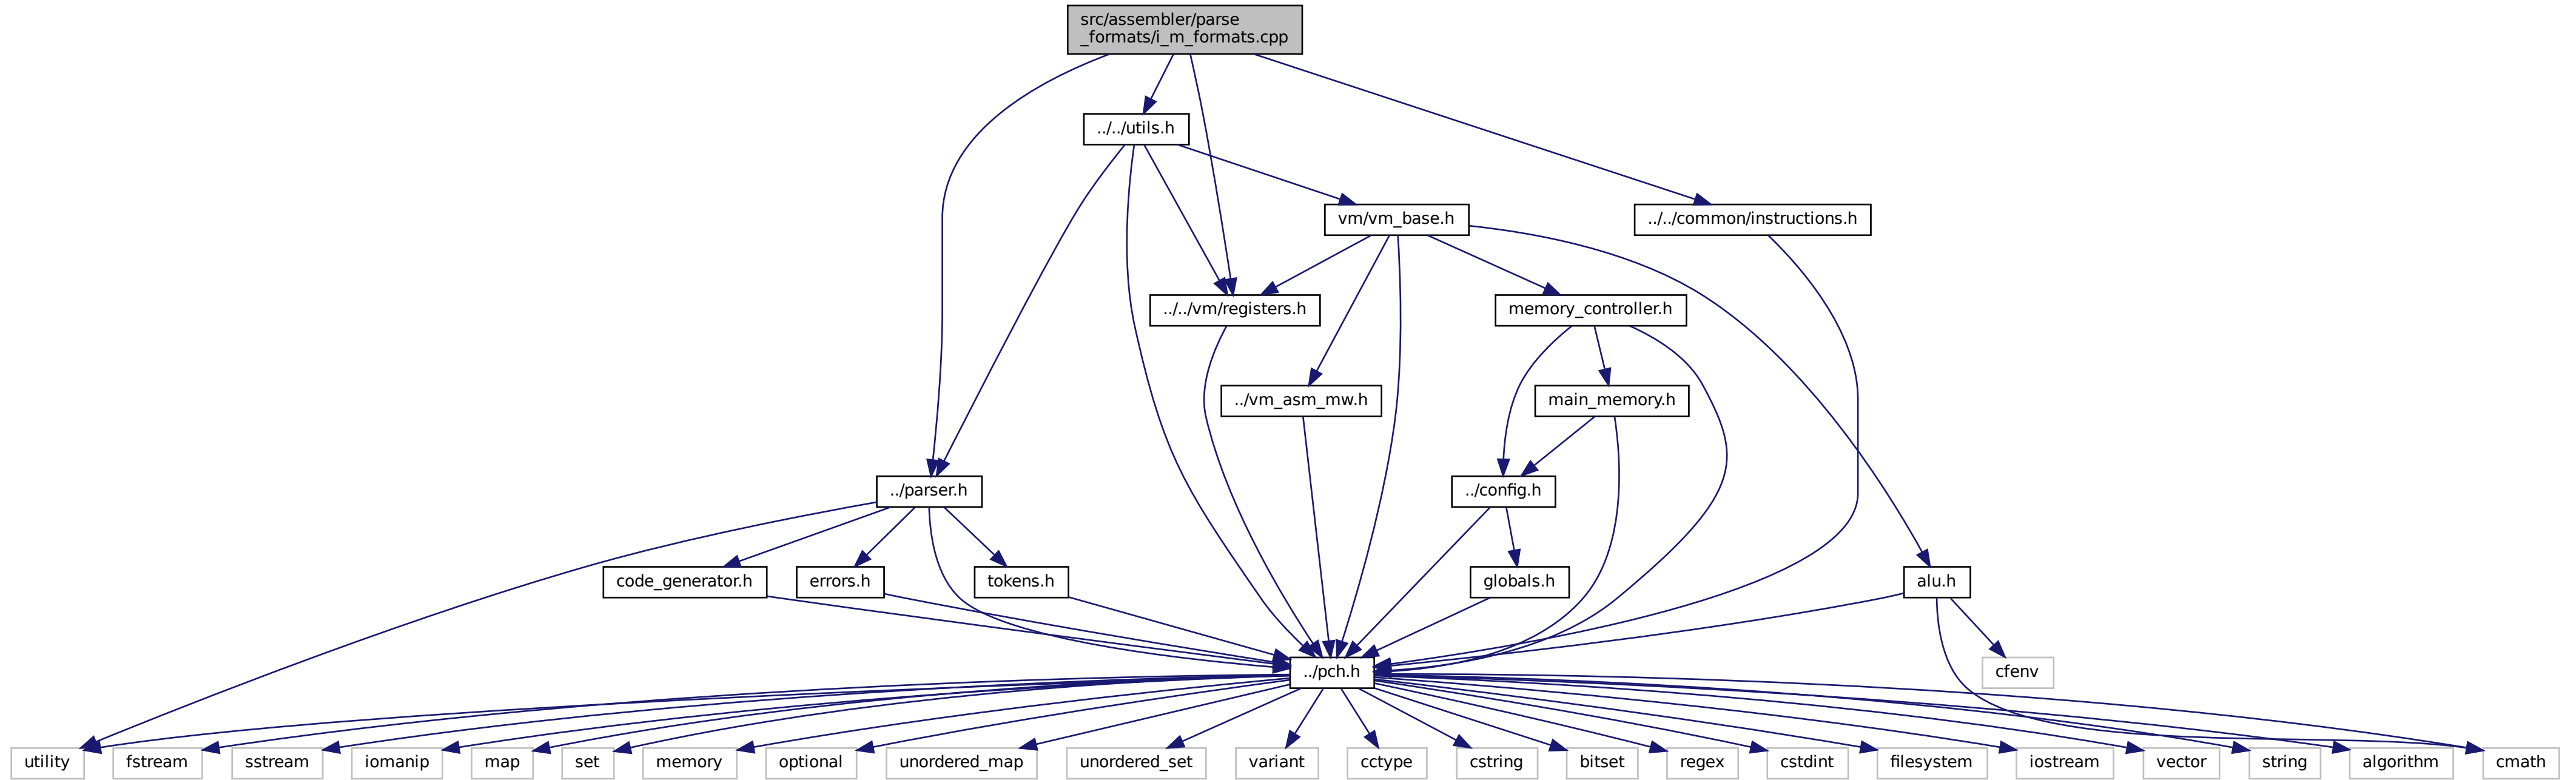 src/assembler/parse
_formats/i_m_formats.cpp
../../utils.h
vm/vm_base.h
../../common/instructions.h
../../vm/registers.h
memory_controller.h
../vm_asm_mw.h
main_memory.h
../parser.h
../config.h
code_generator.h
errors.h
tokens.h
globals.h
alu.h
../pch.h
cfenv
utility
fstream
sstream
iomanip
map
set
memory
optional
unordered_map
unordered_set
variant
cctype
cstring
bitset
regex
cstdint
filesystem
iostream
vector
string
algorithm
cmath